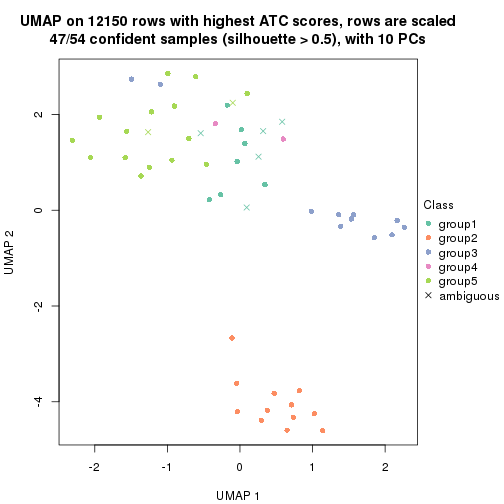 UMAP on 12150 rows with highest ATC scores, rows are scaled
47/54 confident samples (silhouette > 0.5), with 10 PCs
2
0
-2
-4
UMAP 2
-2
-1
0
1
2
UMAP 1
Class
group1
group2
group3
group4
group5
ambiguous